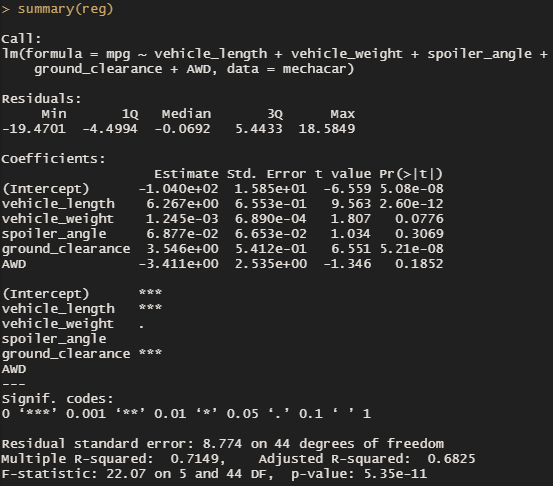 > summary(reg)
Call:
lm(formula = mpg ~ vehicle_length + vehicle_weight + spoiler_angle +
    ground_clearance + AWD, data = mechacar)
Residuals:
     Min       1Q   Median       3Q      Max
-19.4701  -4.4994  -0.0692   5.4433  18.5849
Coefficients:
                   Estimate Std. Error t value Pr(>|t|)
(Intercept)      -1.040e+02  1.585e+01  -6.559 5.08e-08
vehicle_length    6.267e+00  6.553e-01   9.563 2.60e-12
vehicle_weight    1.245e-03  6.890e-04   1.807   0.0776
spoiler_angle     6.877e-02  6.653e-02   1.034   0.3069
ground_clearance  3.546e+00  5.412e-01   6.551 5.21e-08
AWD              -3.411e+00  2.535e+00  -1.346   0.1852
(Intercept)      ***
vehicle_length   ***
vehicle_weight   .
spoiler_angle
ground_clearance ***
AWD
---
Signif. codes:
0 ‘***’ 0.001 ‘**’ 0.01 ‘*’ 0.05 ‘.’ 0.1 ‘ ’ 1
Residual standard error: 8.774 on 44 degrees of freedom
Multiple R-squared:  0.7149,    Adjusted R-squared:  0.6825
F-statistic: 22.07 on 5 and 44 DF,  p-value: 5.35e-11